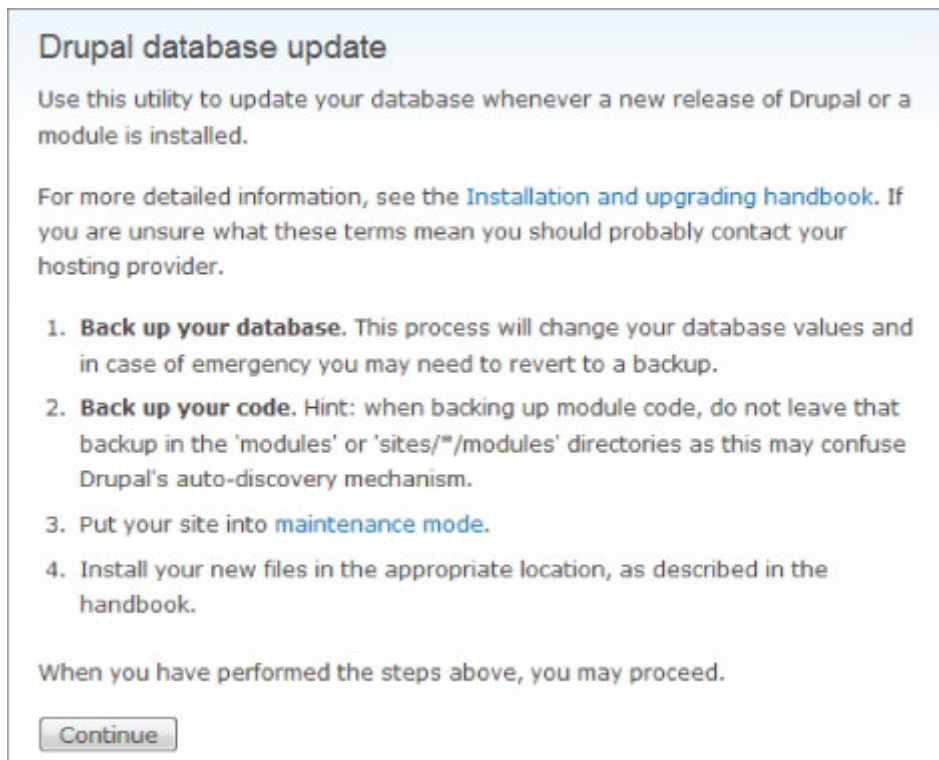 Drupal database update
Use this utility to update your database whenever a new release of Drupal or a
module is installed.
For more detailed information, see the Installation and upgrading handbook. If
you are unsure what these terms mean you should probably contact your
hosting provider.
1. Back up your database. This process will change your database values and
in case of emergency you may need to revert to a backup.
2. Back up your code. Hint: when backing up module code, do not leave that
backup in the 'modules' or 'sites/*/modules' directories as this may confuse
Drupal's auto-discovery mechanism.
3. Put your site into maintenance mode.
4. Install your new files in the appropriate location, as described in the
handbook.
When you have performed the steps above, you may proceed.
Continue